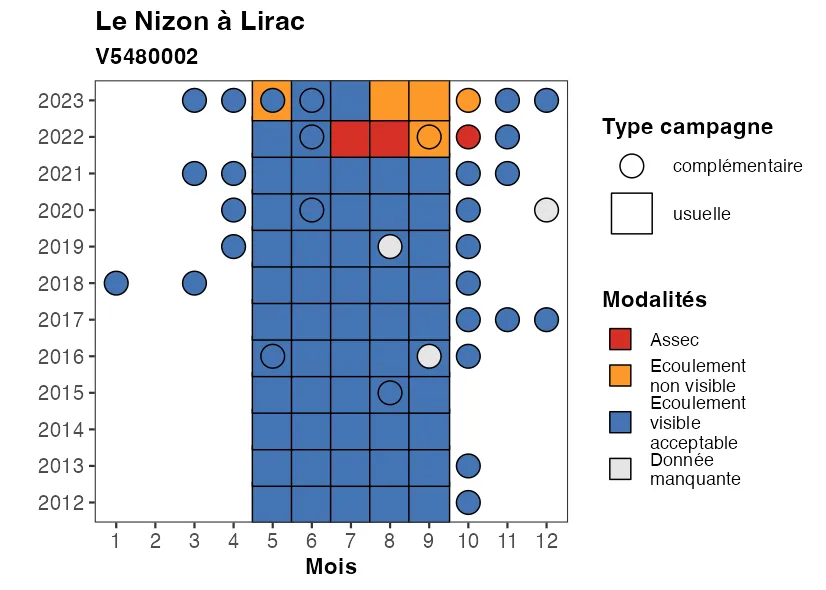 Le Nizon à Lirac
V5480002
2023
2022
2021
2020
2019
2018
2017
2016
2015
2014
2013
2012
1 2 3 4 5 6 7 8 9 10 11 12
Mois
Type campagne
complémentaire
usuelle
Modalités
Assec
Ecoulement
non visible
Ecoulement
visible
acceptable
Donnée
manquante